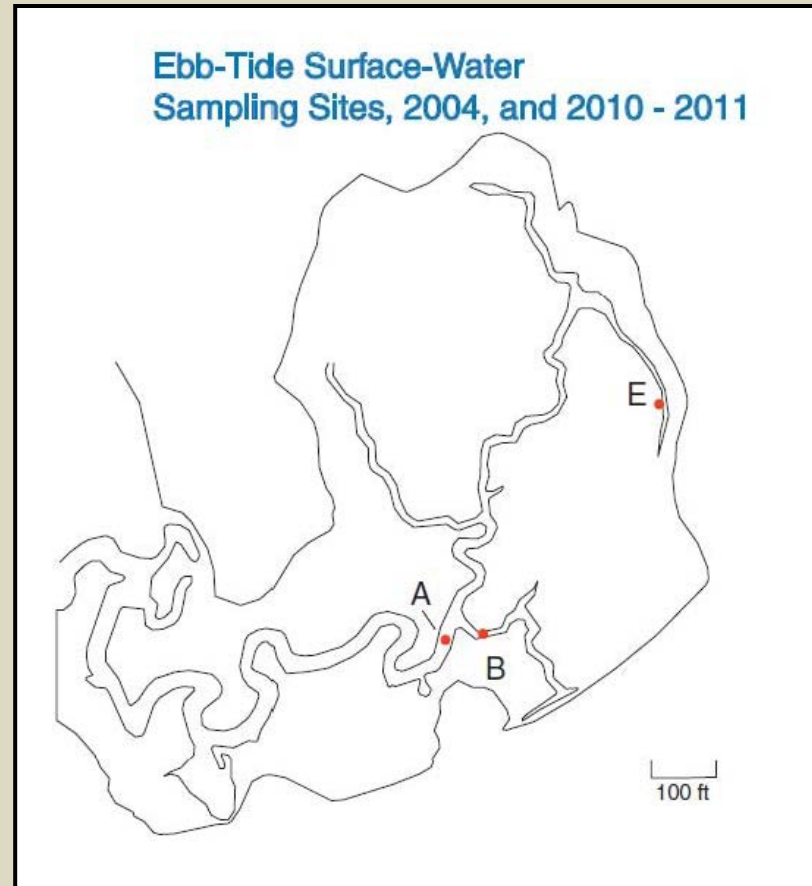 Ebb-Tide Surface-Water
Sampling Sites, 2004, and 2010 - 2011
E
A
B
100 ft